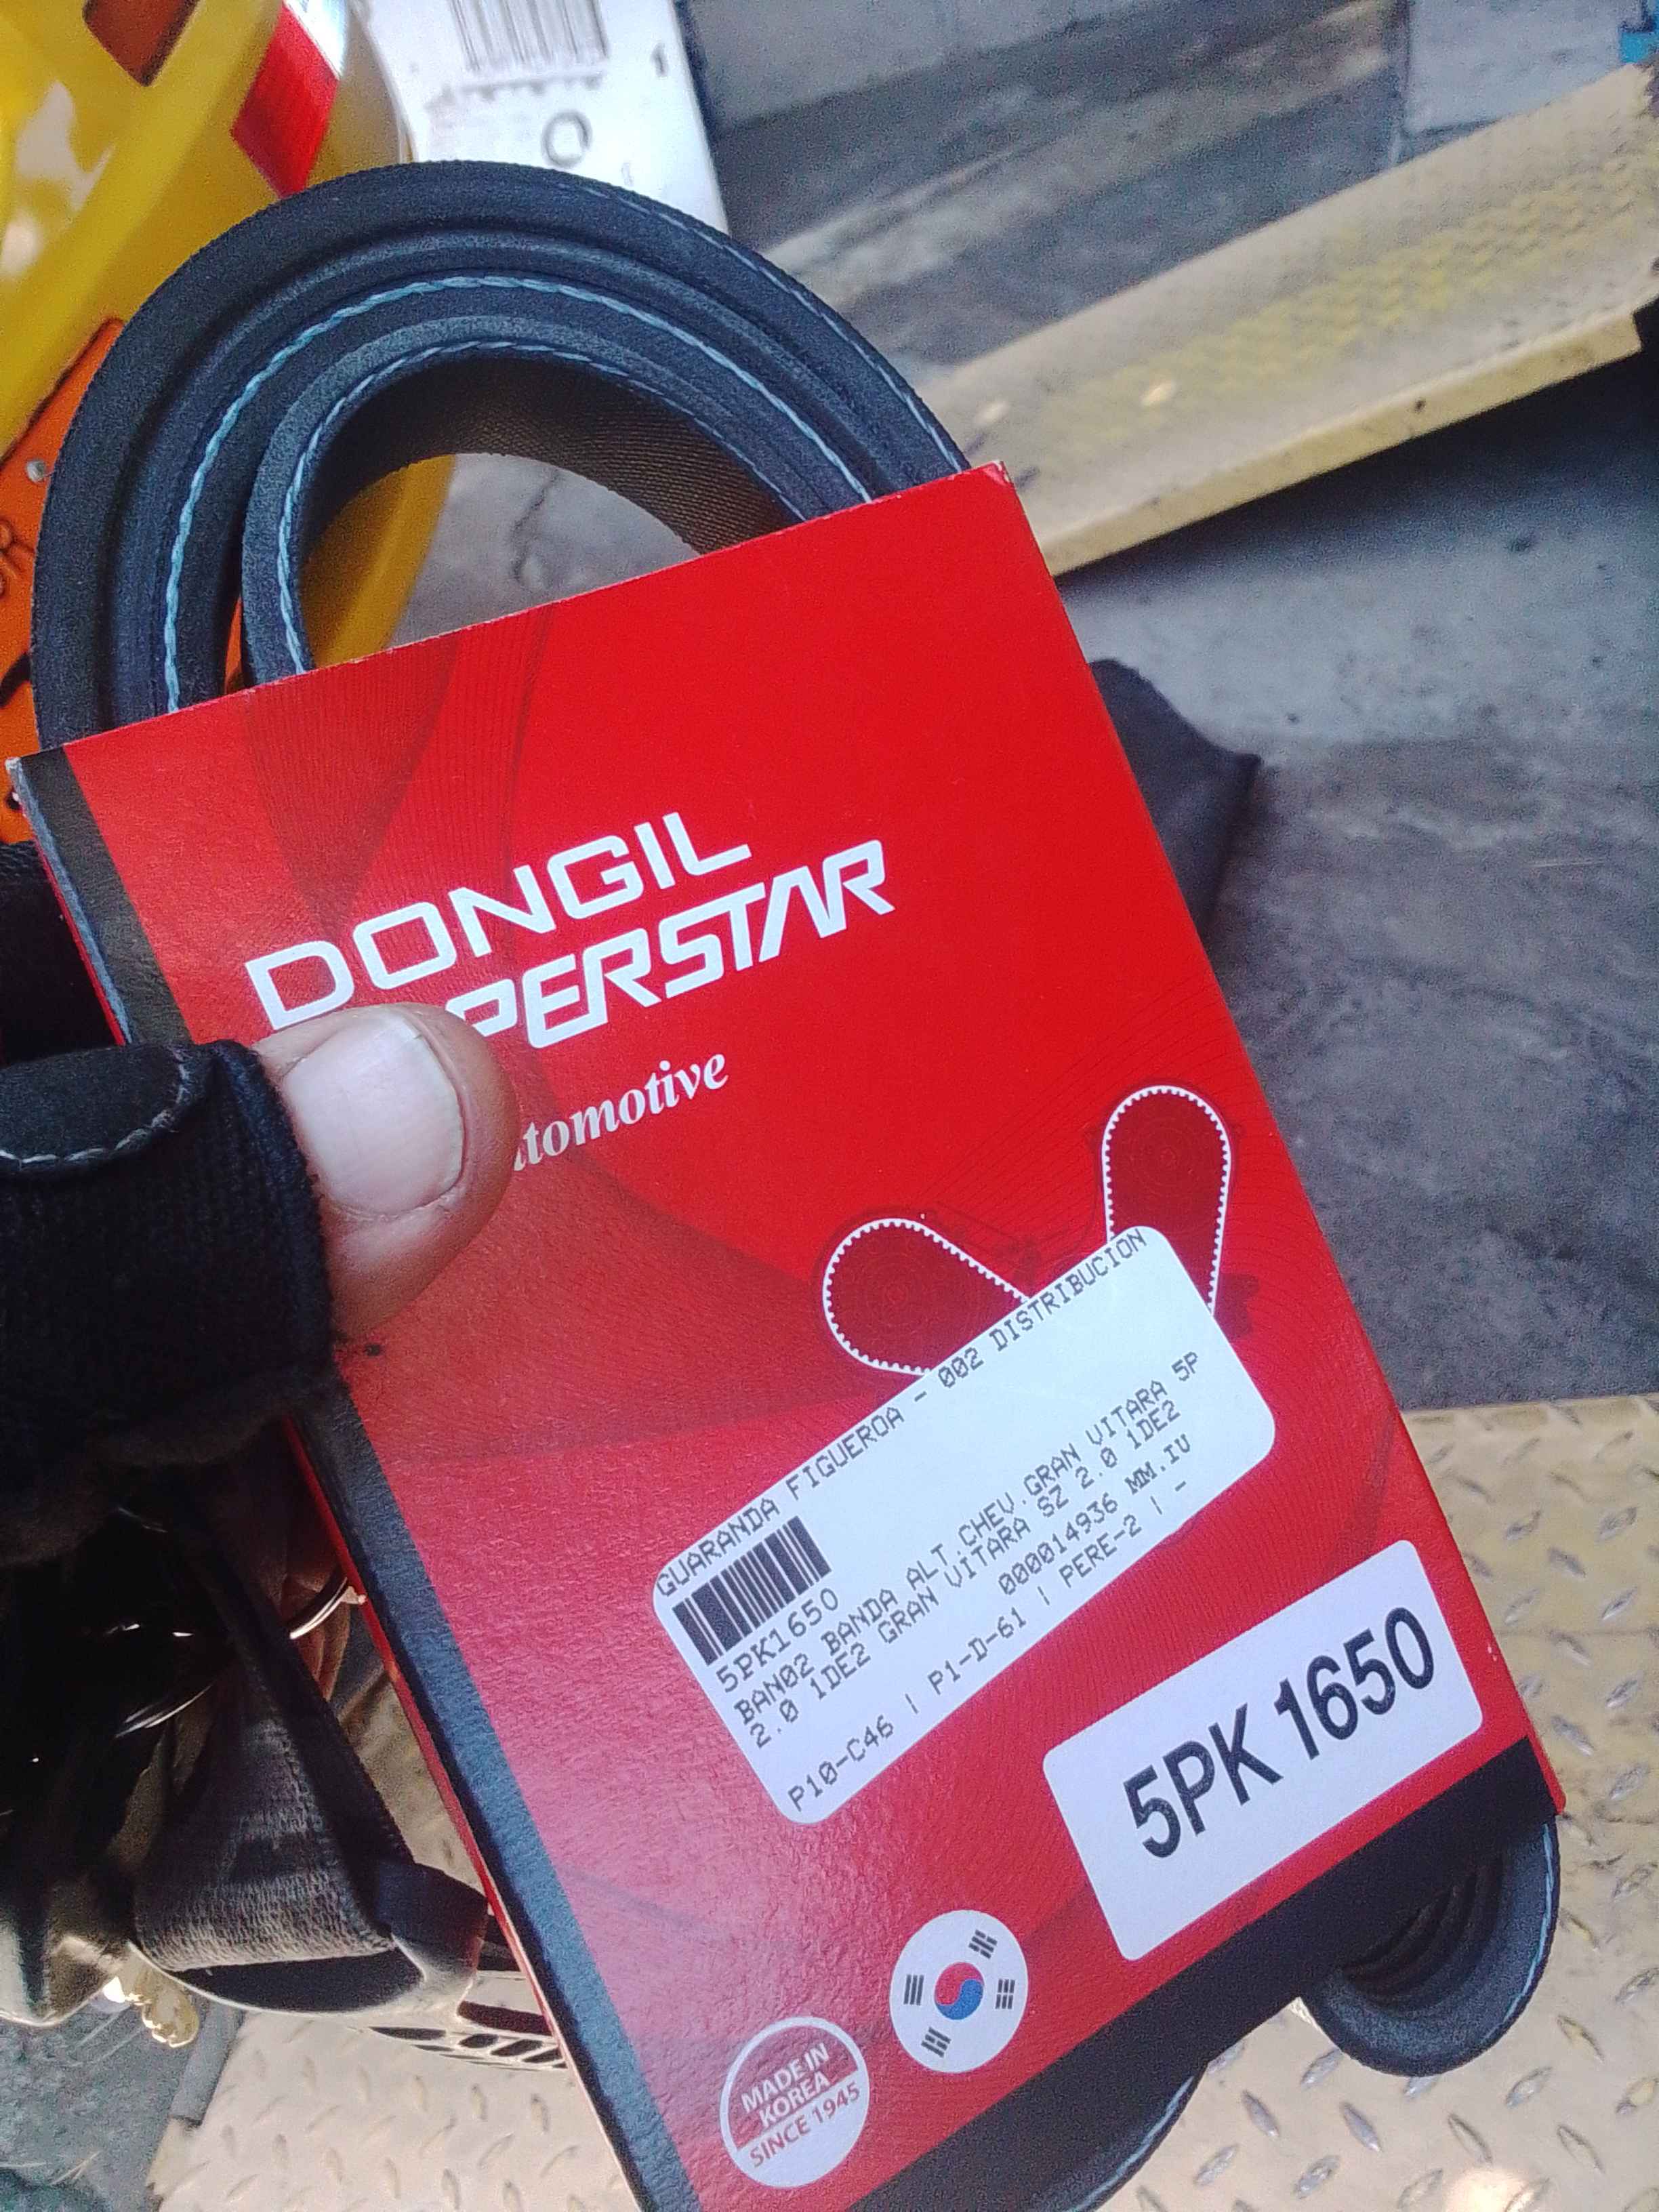 1
DONGIL
PERSTAR
tomotive
GUARANDA FIGUEROA - 002 DISTRIBUCION
5PK1650
BAN02 BANDA ALT.CHEV.GRAN VITARA 5P
2.0 1DE2 GRAN VITARA SZ 2.0 1DE2
000014936 MM.IV
P10-C46 | P1-D-61 | PERE-2 | -
5PK 1650
MADE IN
KOREA
SINCE 1945